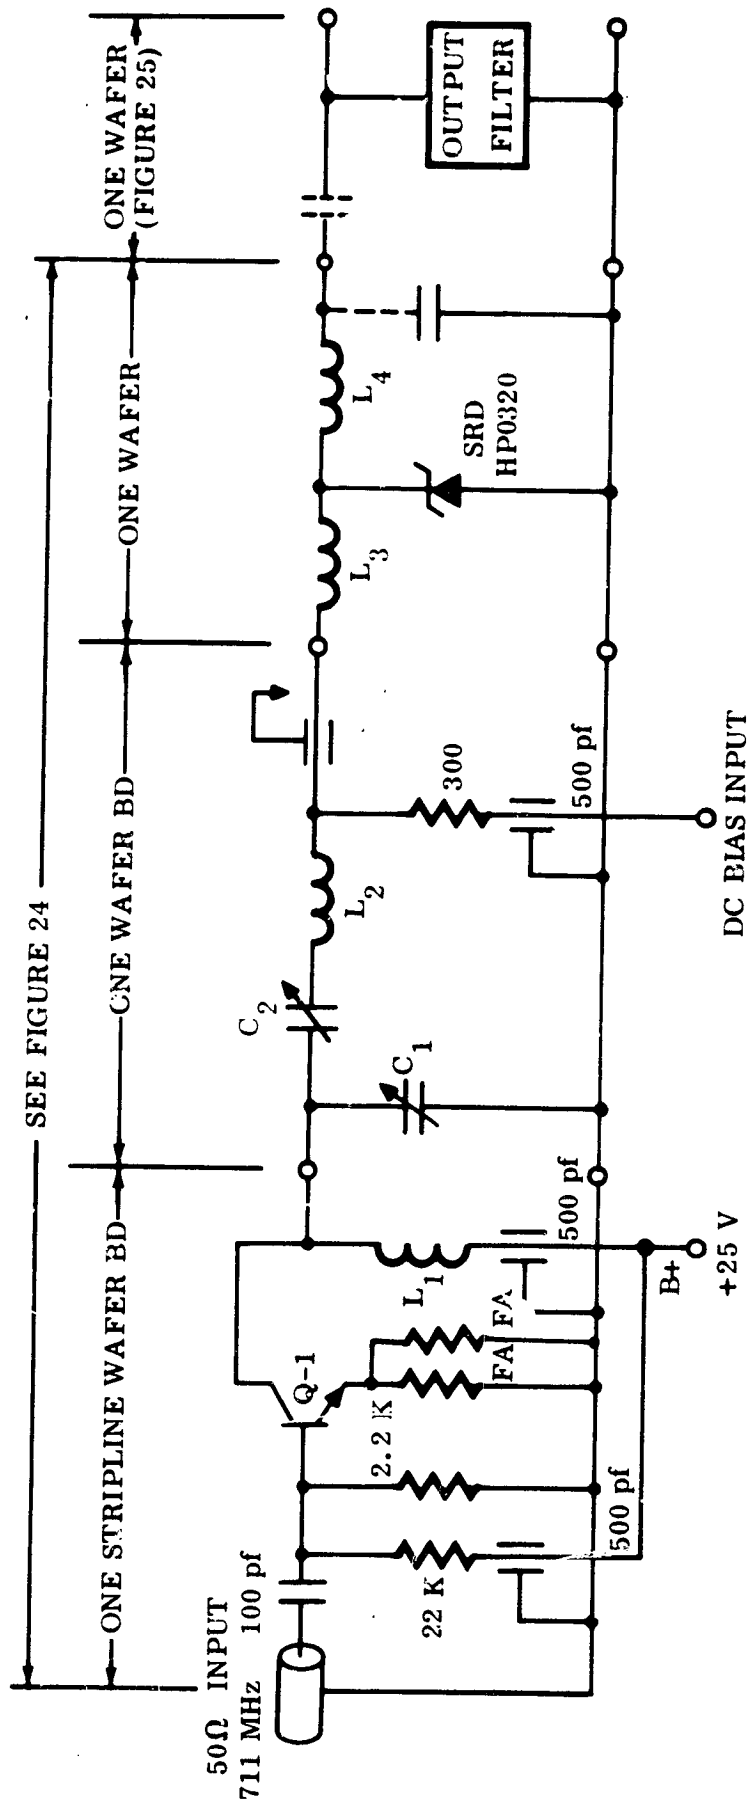 SEE FIGURE 24
ONE STRIPLINE WAFER BD
ONE WAFER BD
ONE WAFER
ONE WAFER
(FIGURE 25)
50Ω INPUT
711 MHz
100 pf
22 K
500 pf
2.2 K
Q-1
FA
FA
L1
500 pf
B+
+25 V
C1
C2
L2
300
500 pf
DC BIAS INPUT
L3
SRD
HP0320
L4
OUTPUT
FILTER